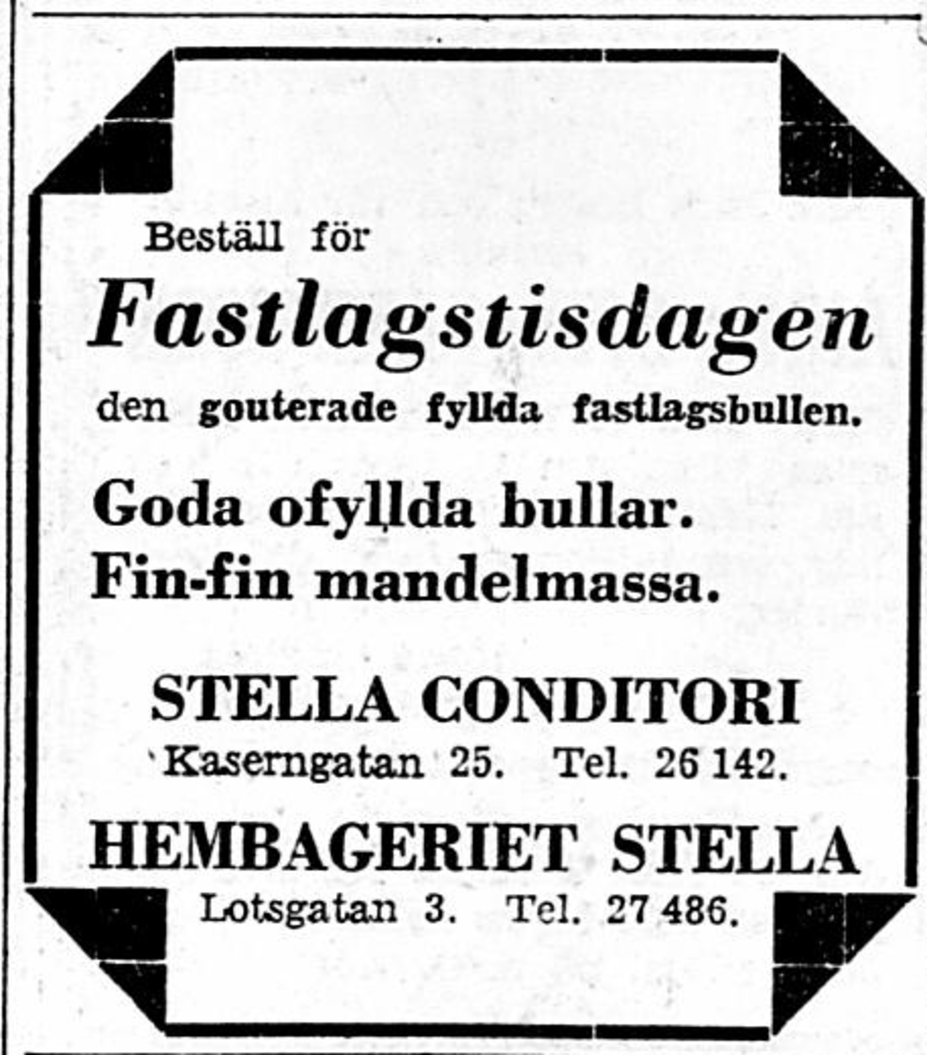 Beställ för
Fastlagstisdagen
den gouterade fyllda fastlagsbullen.
Goda ofyllda bullar.
Fin-fin mandelmassa.
STELLA CONDITORI
Kaserngatan 25. Tel. 26 142.
HEMBAGERIET STELLA
Lotsgatan 3. Tel. 27 486.